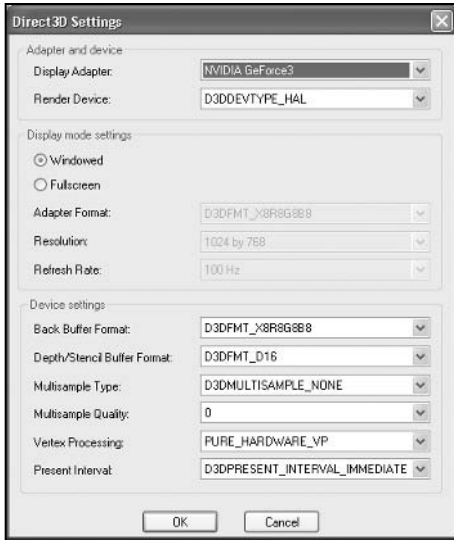 Direct3D Settings
Adapter and device
Display Adapter: NVIDIA GeForce3
Render Device: D3DDEVTYPE_HAL
Display mode settings
Windowed
Fullscreen
Adapter Format: D3DFMT_X8R8G8B8
Resolution: 1024 by 768
Refresh Rate: 100 Hz
Device settings
Back Buffer Format: D3DFMT_X8R8G8B8
Depth/Stencil Buffer Format: D3DFMT_D16
Multisample Type: D3DMULTISAMPLE_NONE
Multisample Quality: 0
Vertex Processing: PURE_HARDWARE_VP
Present Interval: D3DPRESENT_INTERVAL_IMMEDIATE
OK Cancel